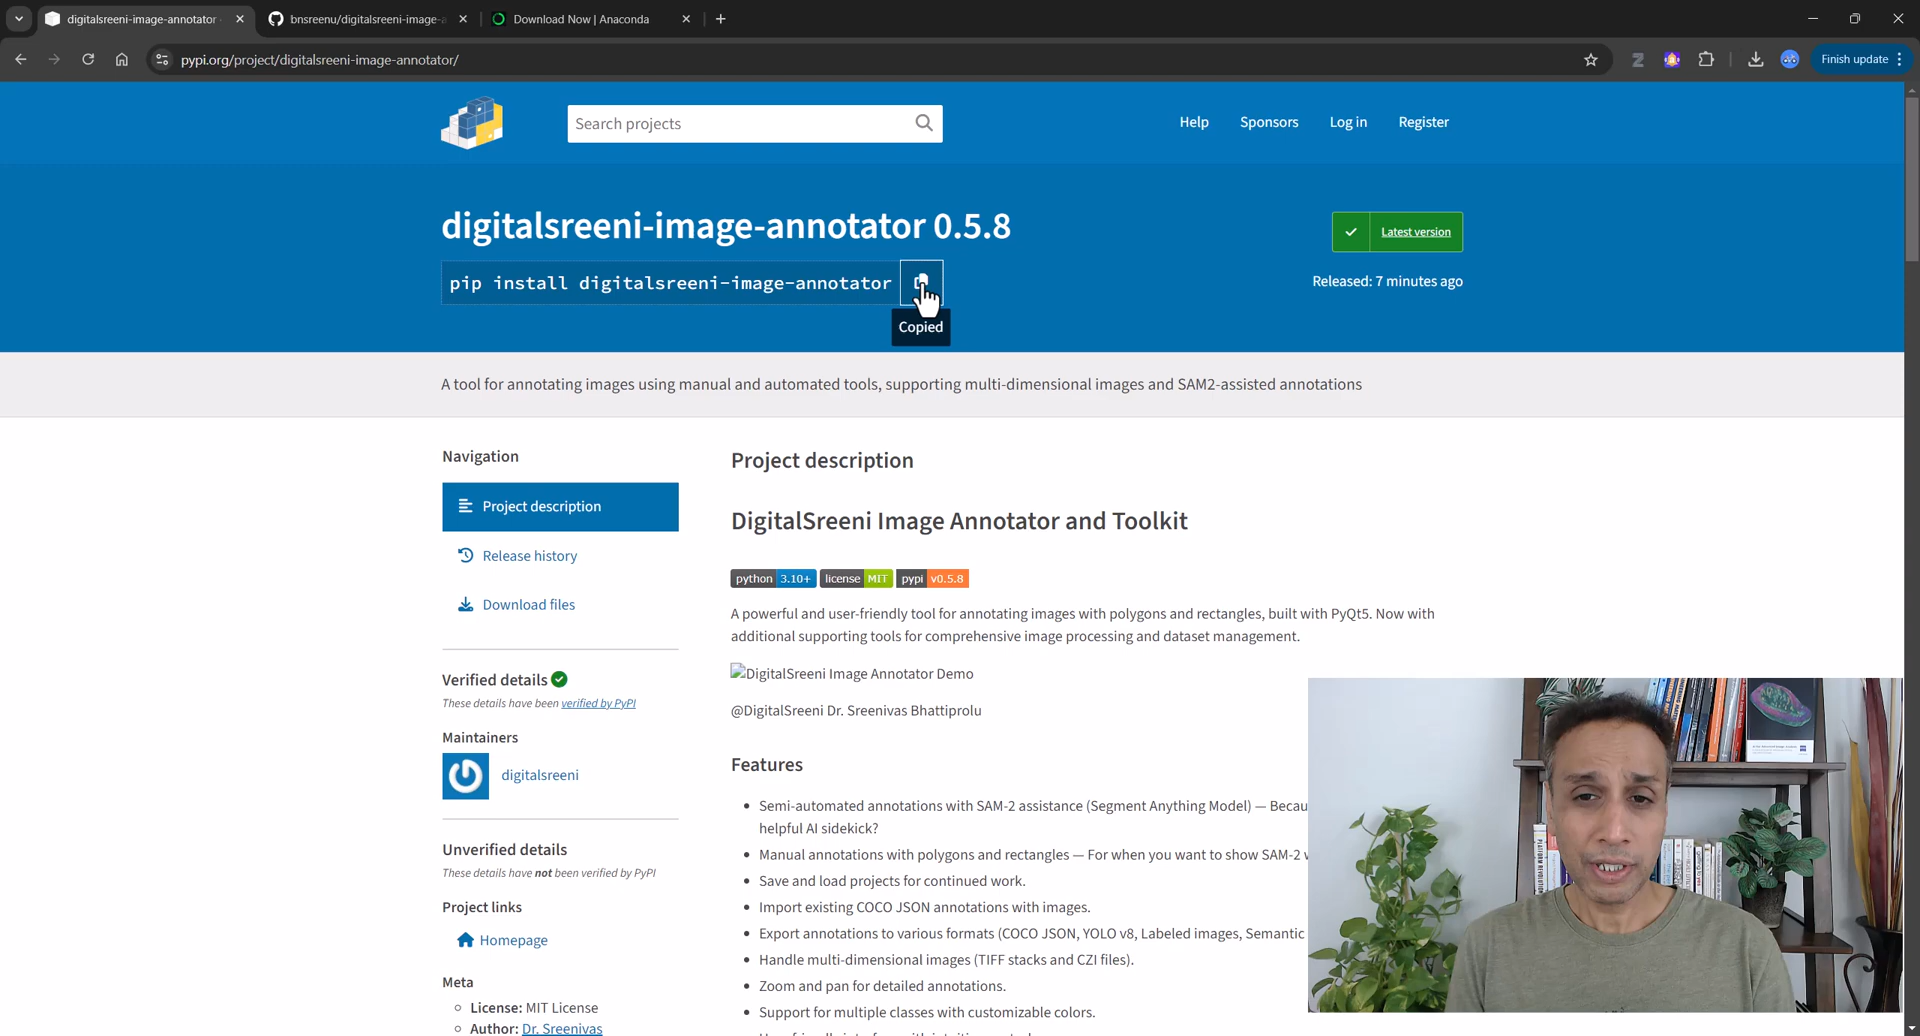 digitalsreeni-image-annotator
bnsreenu/digitalsreeni-image-a
Download Now | Anaconda
pypi.org/project/digitalsreeni-image-annotator/
Finish update
Search projects
Help
Sponsors
Log in
Register
digitalsreeni-image-annotator 0.5.8
Latest version
pip install digitalsreeni-image-annotator
Released: 7 minutes ago
Copied
A tool for annotating images using manual and automated tools, supporting multi-dimensional images and SAM2-assisted annotations
Navigation
Project description
Release history
Download files
Verified details
These details have been verified by PyPI
Maintainers
digitalsreeni
Unverified details
These details have not been verified by PyPI
Project links
Homepage
Meta
License: MIT License
Author: Dr. Sreenivas
Project description
DigitalSreeni Image Annotator and Toolkit
python 3.10+ license MIT pypi v0.5.8
A powerful and user-friendly tool for annotating images with polygons and rectangles, built with PyQt5. Now with
additional supporting tools for comprehensive image processing and dataset management.
DigitalSreeni Image Annotator Demo
@DigitalSreeni Dr. Sreenivas Bhattiprolu
Features
Semi-automated annotations with SAM-2 assistance (Segment Anything Model) — Becau
helpful AI sidekick?
Manual annotations with polygons and rectangles — For when you want to show SAM-2
Save and load projects for continued work.
Import existing COCO JSON annotations with images.
Export annotations to various formats (COCO JSON, YOLO v8, Labeled images, Semantic
Handle multi-dimensional images (TIFF stacks and CZI files).
Zoom and pan for detailed annotations.
Support for multiple classes with customizable colors.